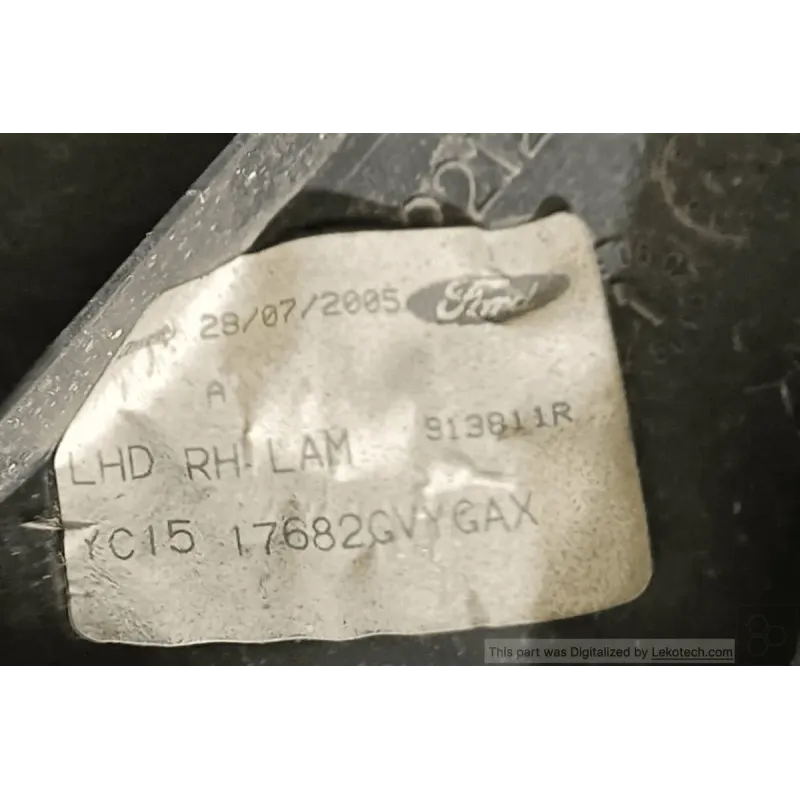 28/07/2005 Ford
A
LHD RH LAM 913811R
YC15 17682GVYGAX
This part was Digitalized by Lekotech.com